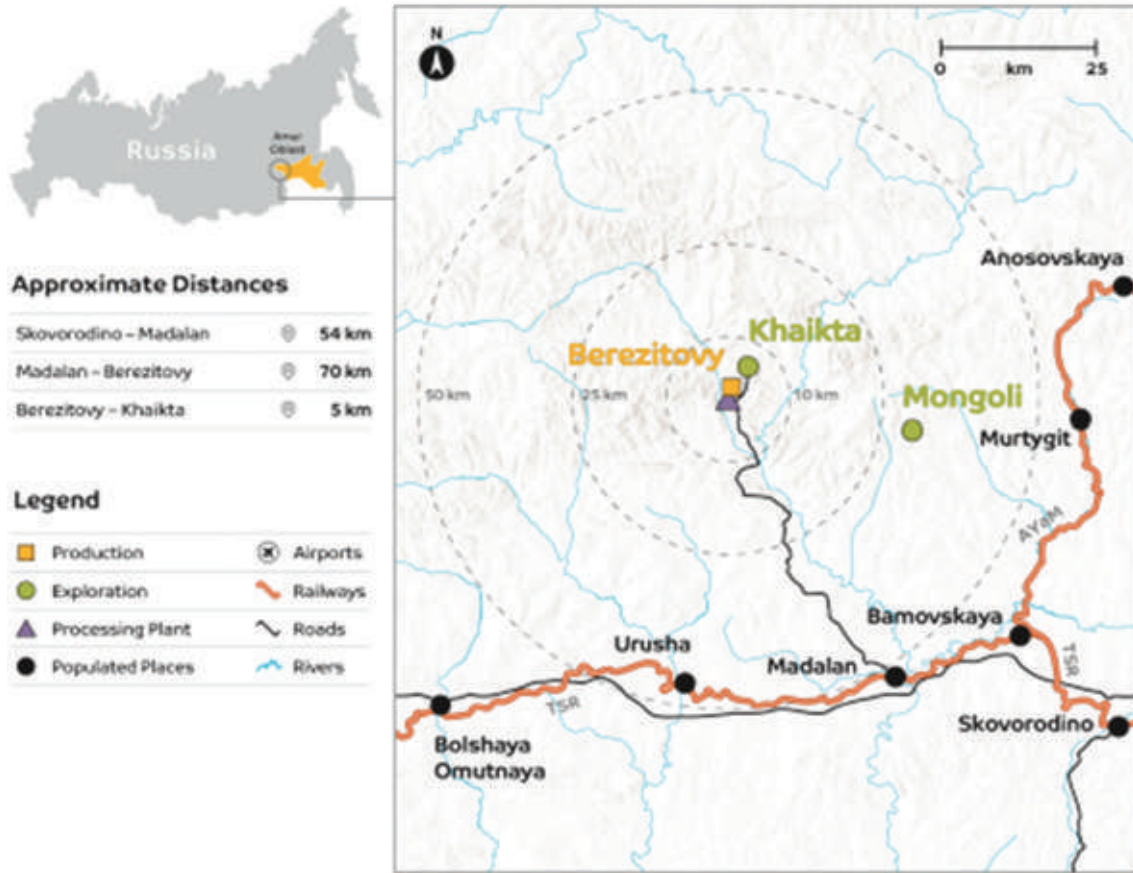 Russia
Amur
Oblast
Approximate Distances
Skovorodino – Madalan 54 km
Madalan – Berezitovy 70 km
Berezitovy – Khaikta 5 km
Legend
Production
Airports
Exploration
Railways
Processing Plant
Roads
Populated Places
Rivers
N
0 km 25
Anosovskaya
Khaikta
Berezitovy
50 km
25 km
10 km
Mongoli
Murtygit
AYaM
Bamovskaya
Urusha
Madalan
TSR
TSR
Skovorodino
Bolshaya
Omutnaya